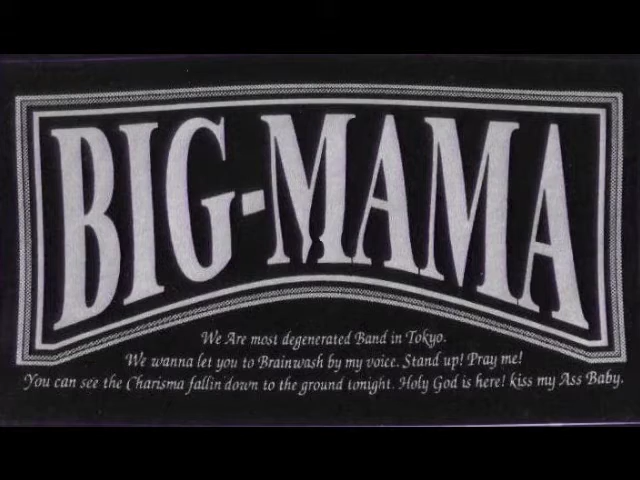 BIG-MAMA
We Are most degenerated Band in Tokyo.
We wanna let you to Brainwash by my voice. Stand up! Pray me!
You can see the Charisma fallin down to the ground tonight. Holy God is here! kiss my Ass Baby.